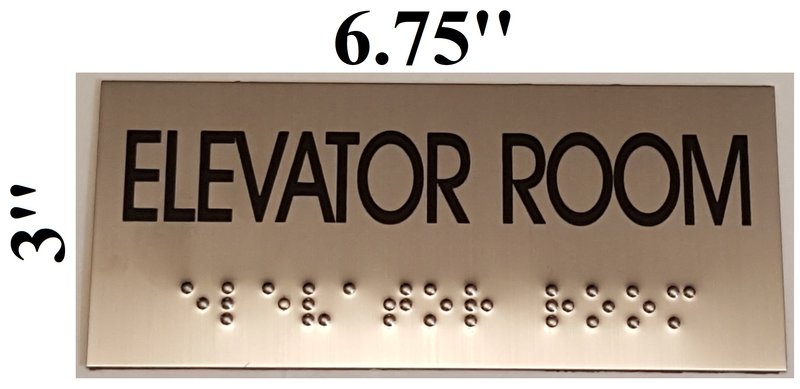 6.75"
3"
ELEVATOR ROOM
⠑⠇⠑⠧⠁⠞⠕⠗ ⠗⠕⠕⠍